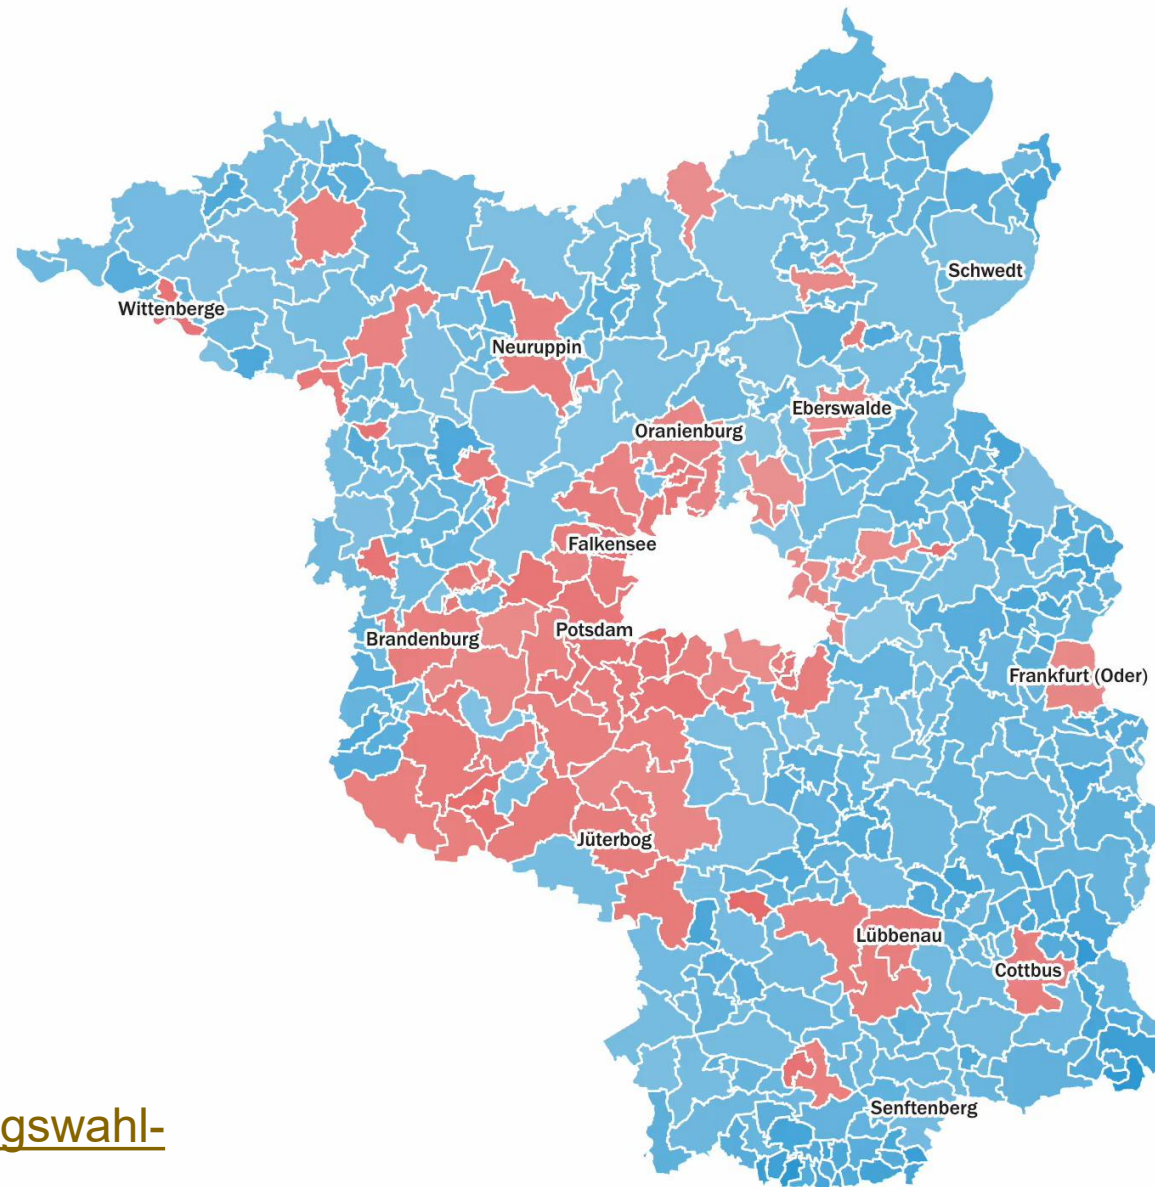 Schwedt
Wittenberge
Neuruppin
Eberswalde
Oranienburg
Falkensee
Potsdam
Brandenburg
Frankfurt (Oder)
Jüterbog
Lübbenau
Cottbus
Senftenberg
gswahl-